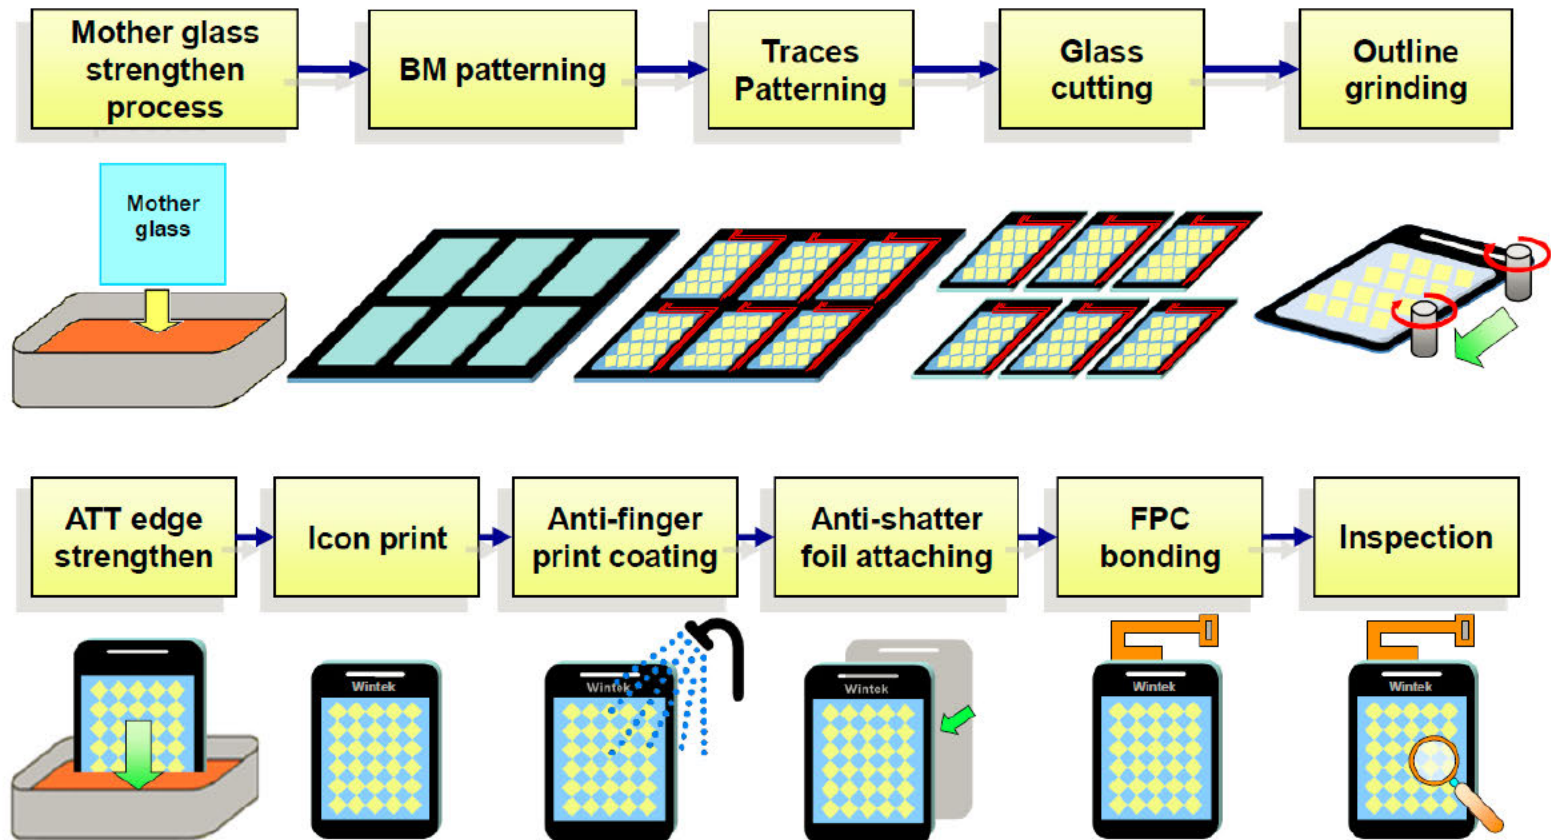 Mother glass
strengthen
process
BM patterning
Traces
Patterning
Glass
cutting
Outline
grinding
Mother
glass
ATT edge
strengthen
Icon print
Anti-finger
print coating
Anti-shatter
foil attaching
FPC
bonding
Inspection
Wintek
Wintek
Wintek
Wintek
Wintek